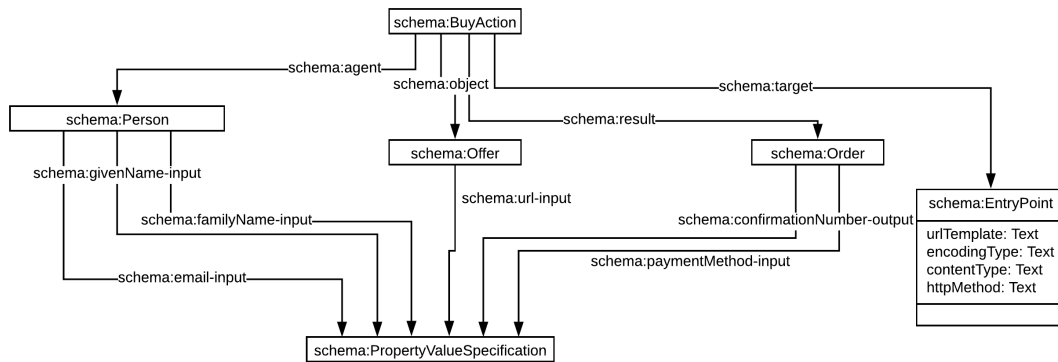 schema:BuyAction
schema:agent
schema:object
schema:target
schema:Person
schema:result
schema:Offer
schema:Order
schema:givenName-input
schema:url-input
schema:EntryPoint
schema:familyName-input
schema:confirmationNumber-output
urlTemplate: Text
encodingType: Text
contentType: Text
httpMethod: Text
schema:paymentMethod-input
schema:email-input
schema:PropertyValueSpecification